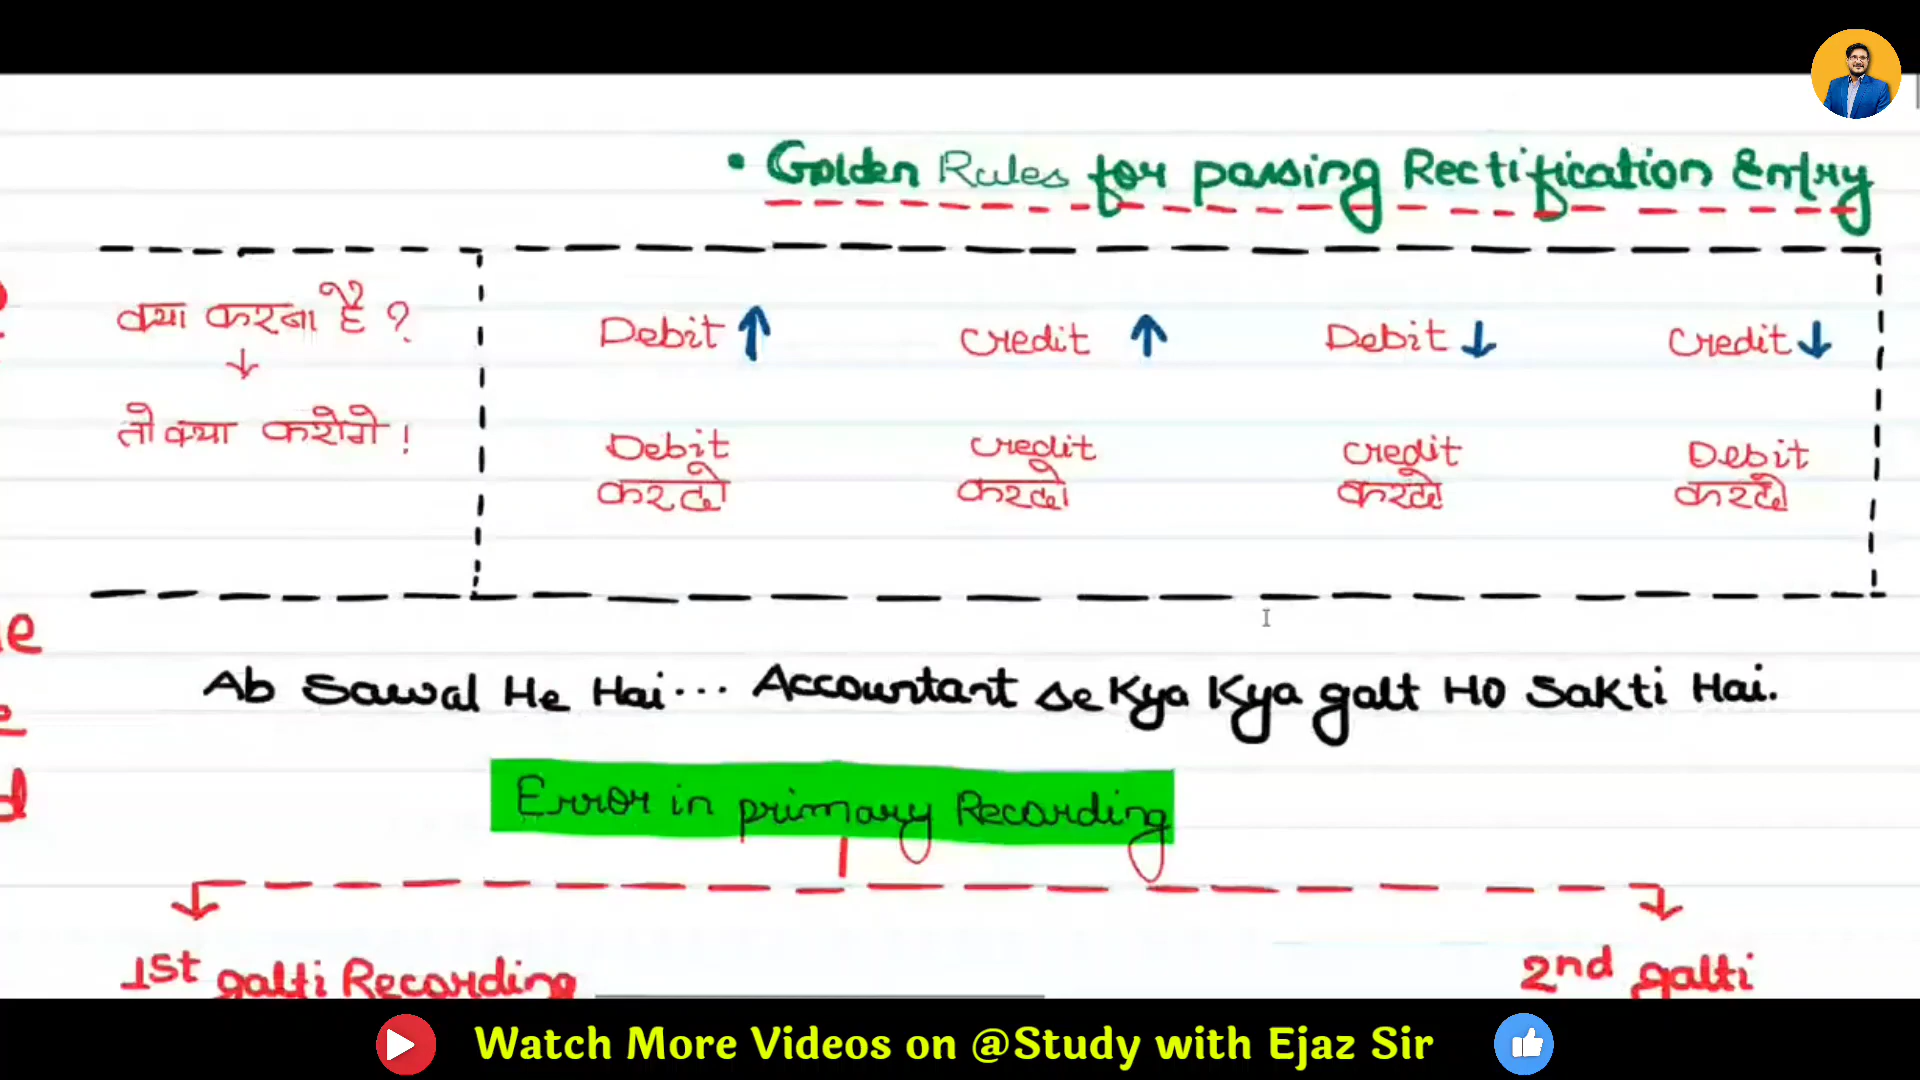 • Golden Rules for passing Rectification Entry
क्या करना है ?
Debit ↑ Credit ↑ Debit ↓ Credit ↓
तो क्या करोगे !
Debit करदो
Credit करदो
Credit करदो
Debit करदो
Ab Sawal He Hai... Accountant se Kya Kya galt Ho Sakti Hai.
Error in primary Recording
1st galti Recording
2nd galti
Watch More Videos on @Study with Ejaz Sir